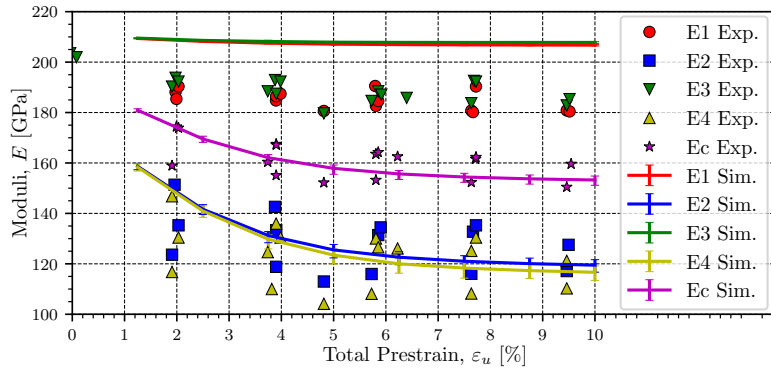 220
200
180
160
140
120
100
Moduli, E [GPa]
0 1 2 3 4 5 6 7 8 9 10
Total Prestrain, εu [%]
E1 Exp.
E2 Exp.
E3 Exp.
E4 Exp.
Ec Exp.
E1 Sim.
E2 Sim.
E3 Sim.
E4 Sim.
Ec Sim.